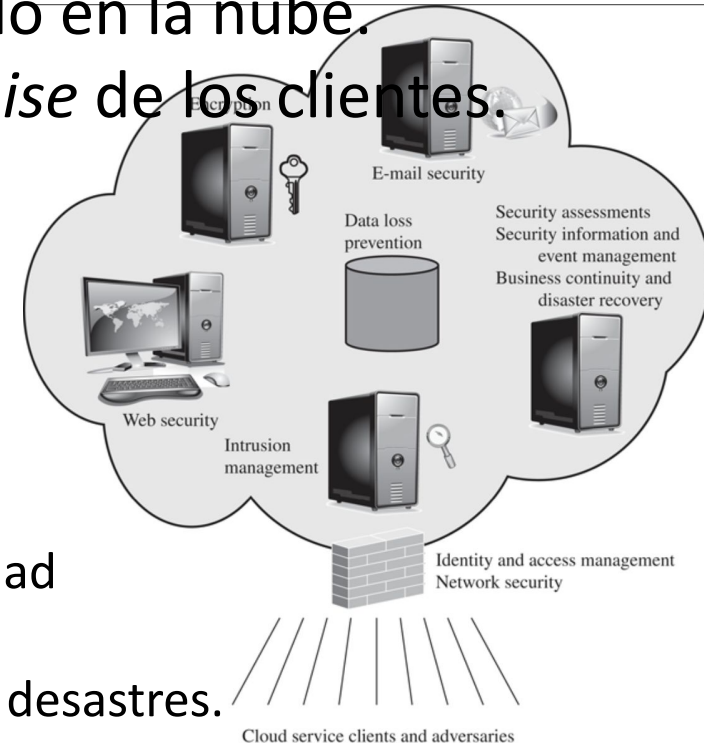 lo en la nube.
ise de los clientes.
Encryption
E-mail security
Data loss
prevention
Security assessments
Security information and
event management
Business continuity and
disaster recovery
Web security
Intrusion
management
ad
Identity and access management
Network security
desastres.
Cloud service clients and adversaries